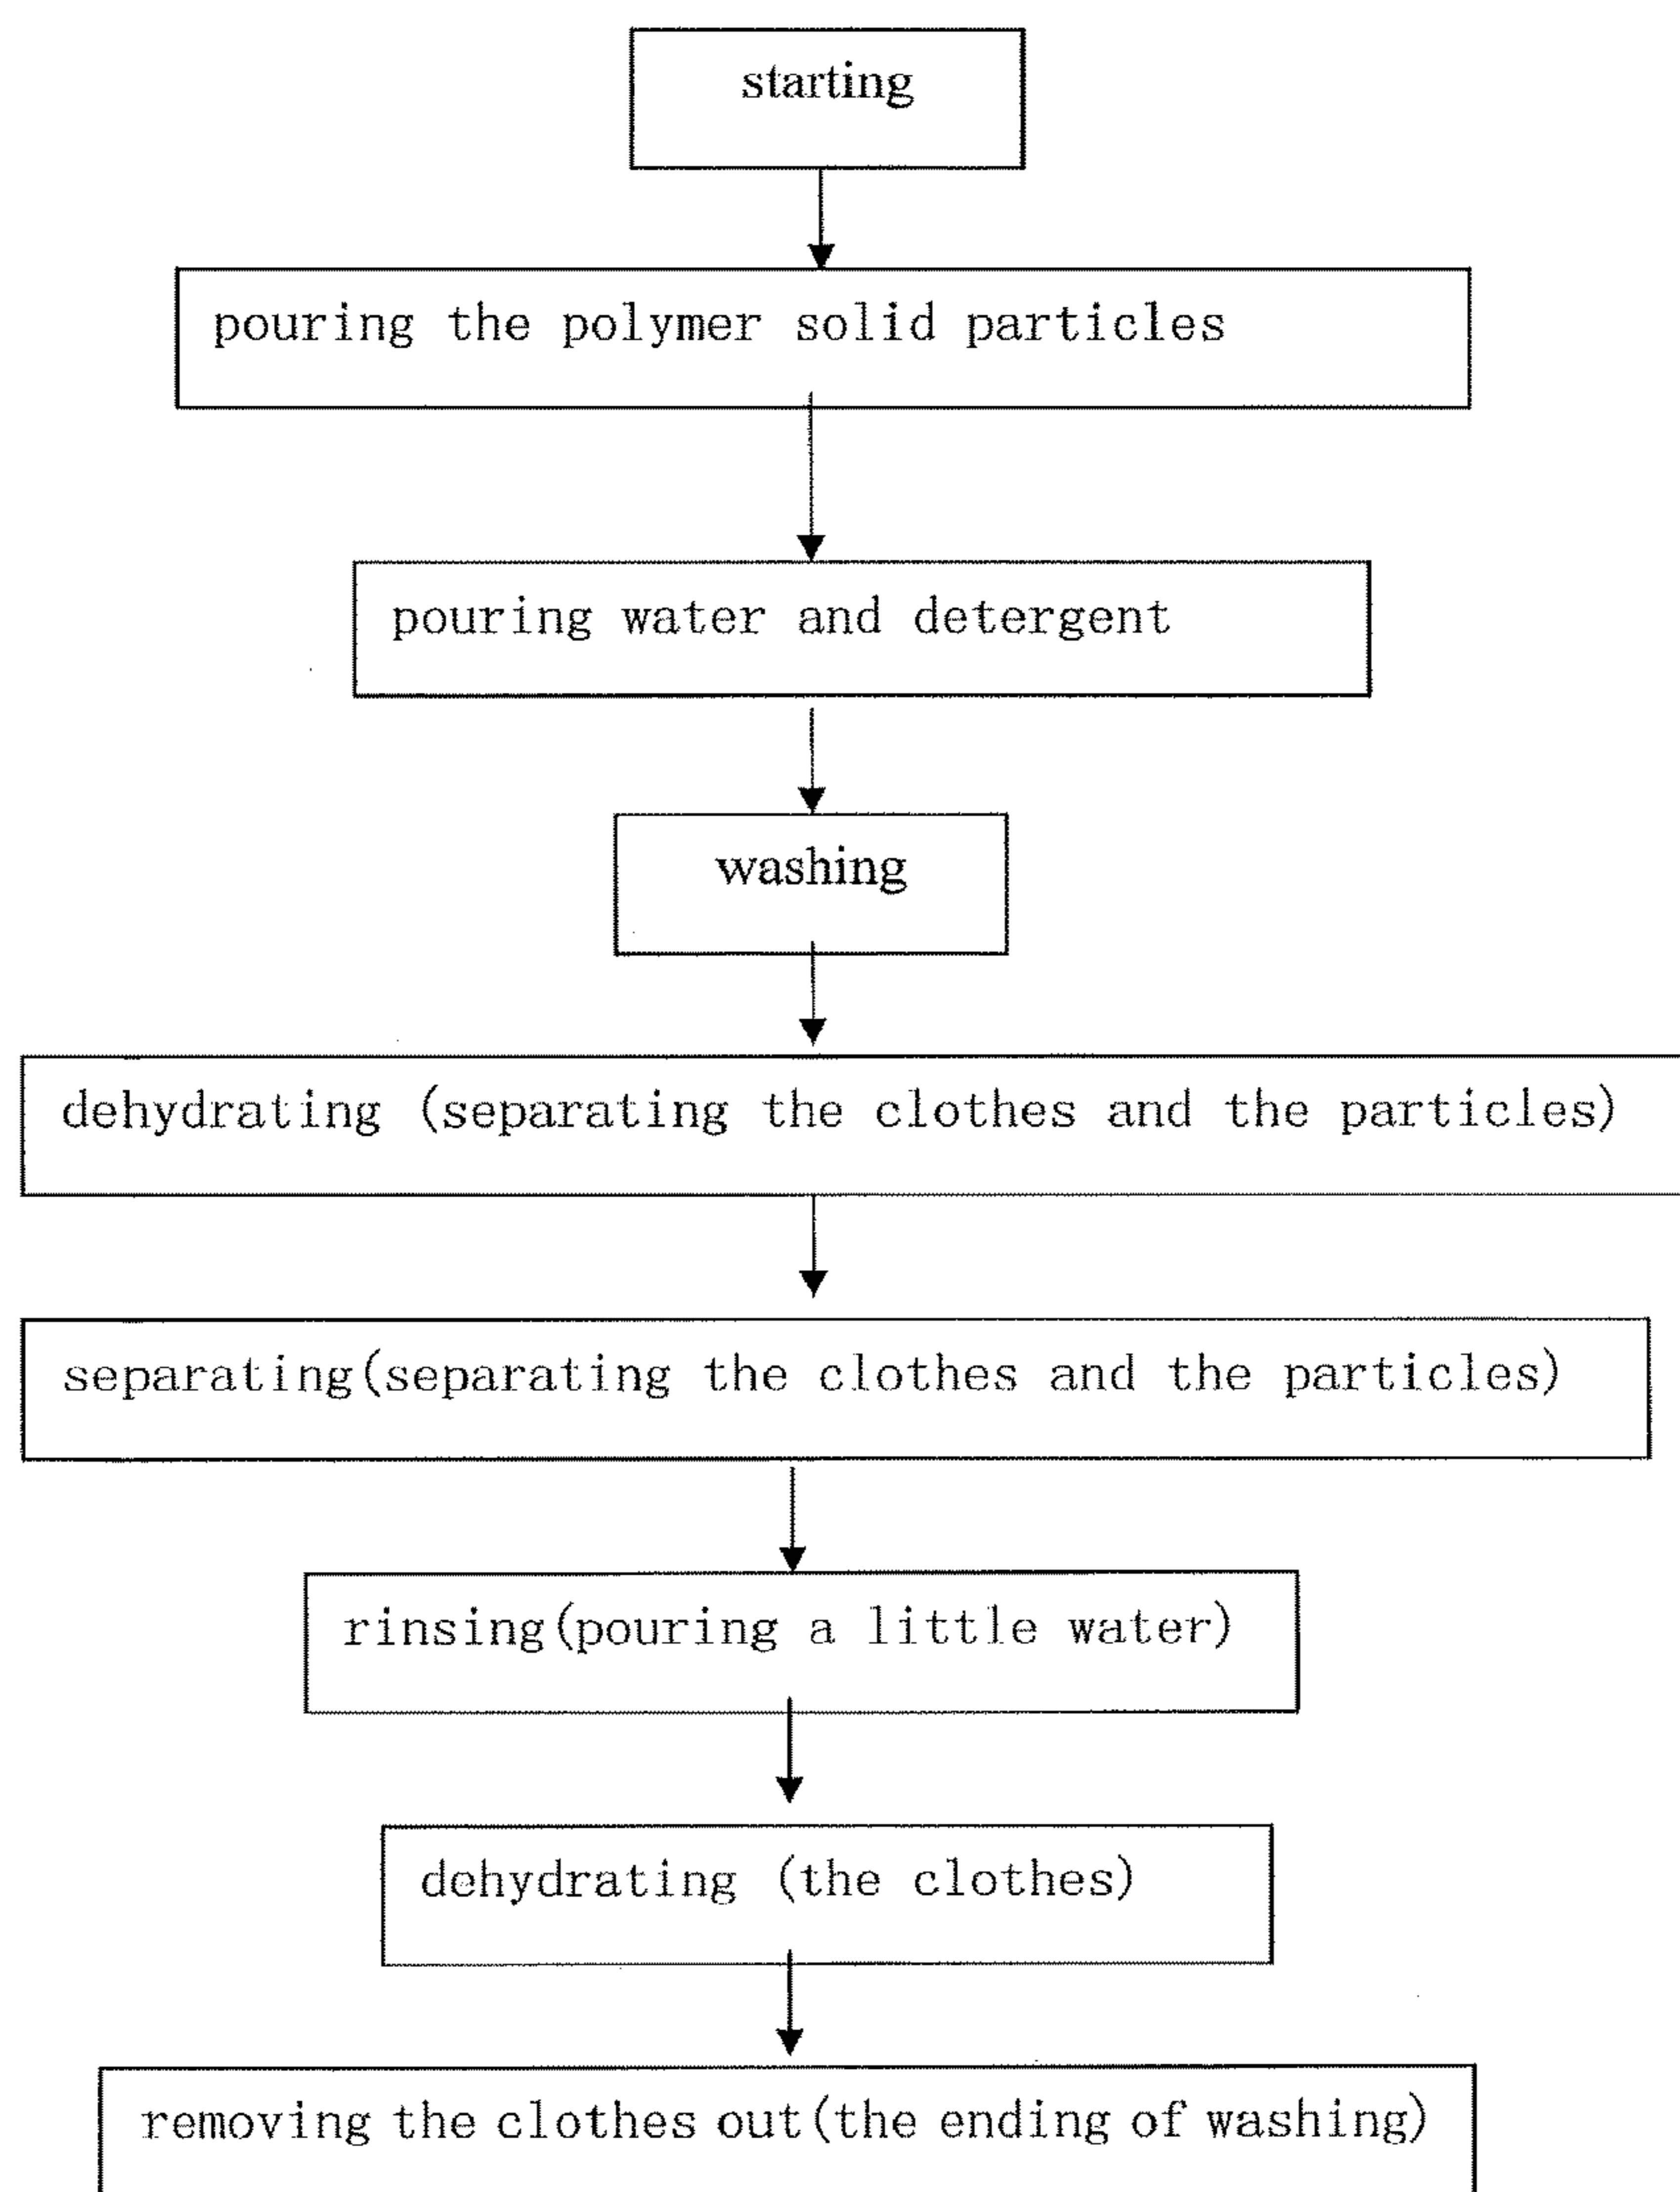 starting
pouring the polymer solid particles
pouring water and detergent
washing
dehydrating (separating the clothes and the particles)
separating(separating the clothes and the particles)
rinsing(pouring a little water)
dehydrating (the clothes)
removing the clothes out(the ending of washing)